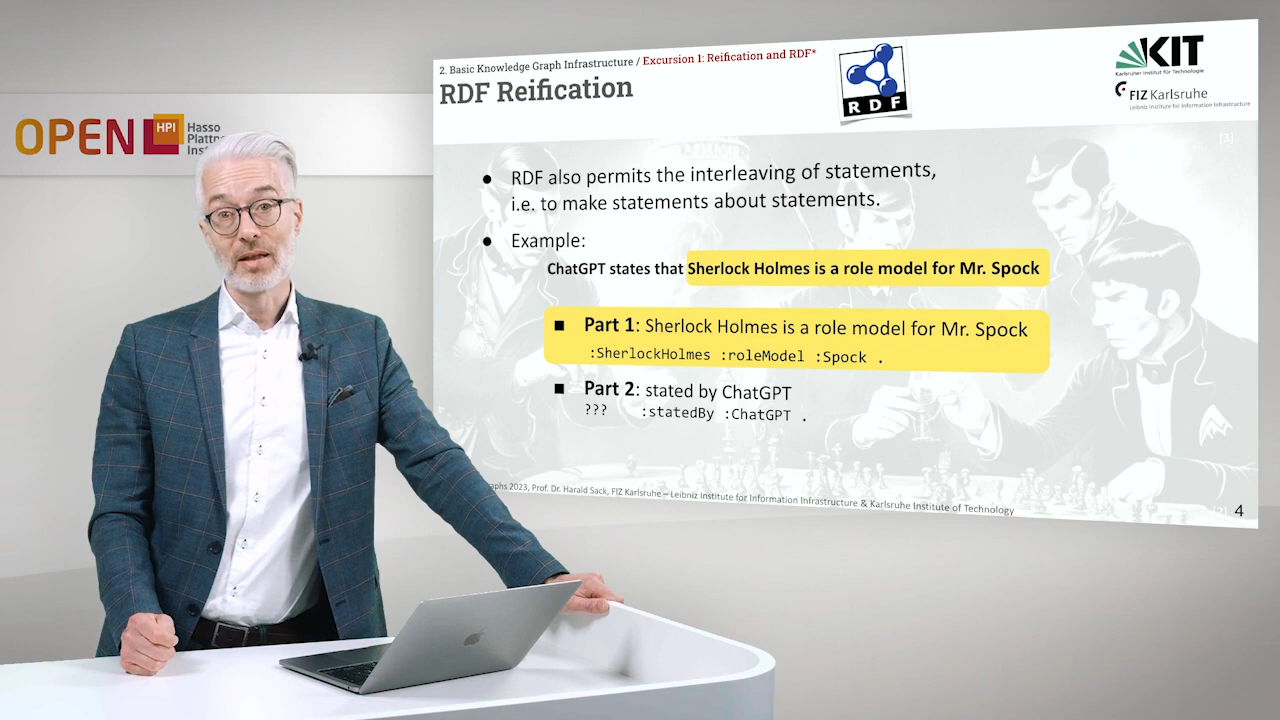 OPEN HPI Hasso
Plattn
Inst
2. Basic Knowledge Graph Infrastructure / Excursion 1: Reification and RDF*
RDF Reification
RDF
KIT
Karlsruher Institut für Technologie
FIZ Karlsruhe
Leibniz Institute for Information Infrastructure
[3]
● RDF also permits the interleaving of statements,
i.e. to make statements about statements.
● Example:
ChatGPT states that Sherlock Holmes is a role model for Mr. Spock
■ Part 1: Sherlock Holmes is a role model for Mr. Spock
:SherlockHolmes :roleModel :Spock .
■ Part 2: stated by ChatGPT
??? :statedBy :ChatGPT .
aphs 2023, Prof. Dr. Harald Sack, FIZ Karlsruhe – Leibniz Institute for Information Infrastructure & Karlsruhe Institute of Technology
4